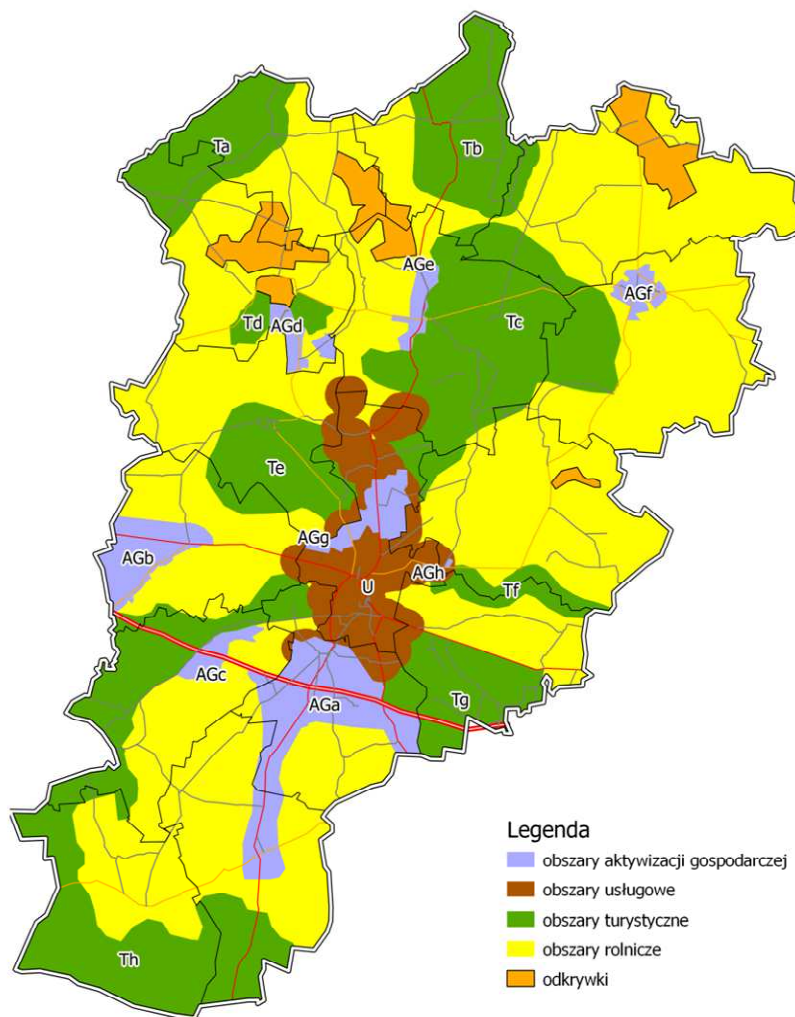 Ta
Tb
AGe
AGf
Td
AGd
Tc
Te
AGg
AGb
AGh
U
Tf
AGc
AGa
Tg
Th
Legenda
obszary aktywizacji gospodarczej
obszary usługowe
obszary turystyczne
obszary rolnicze
odkrywki